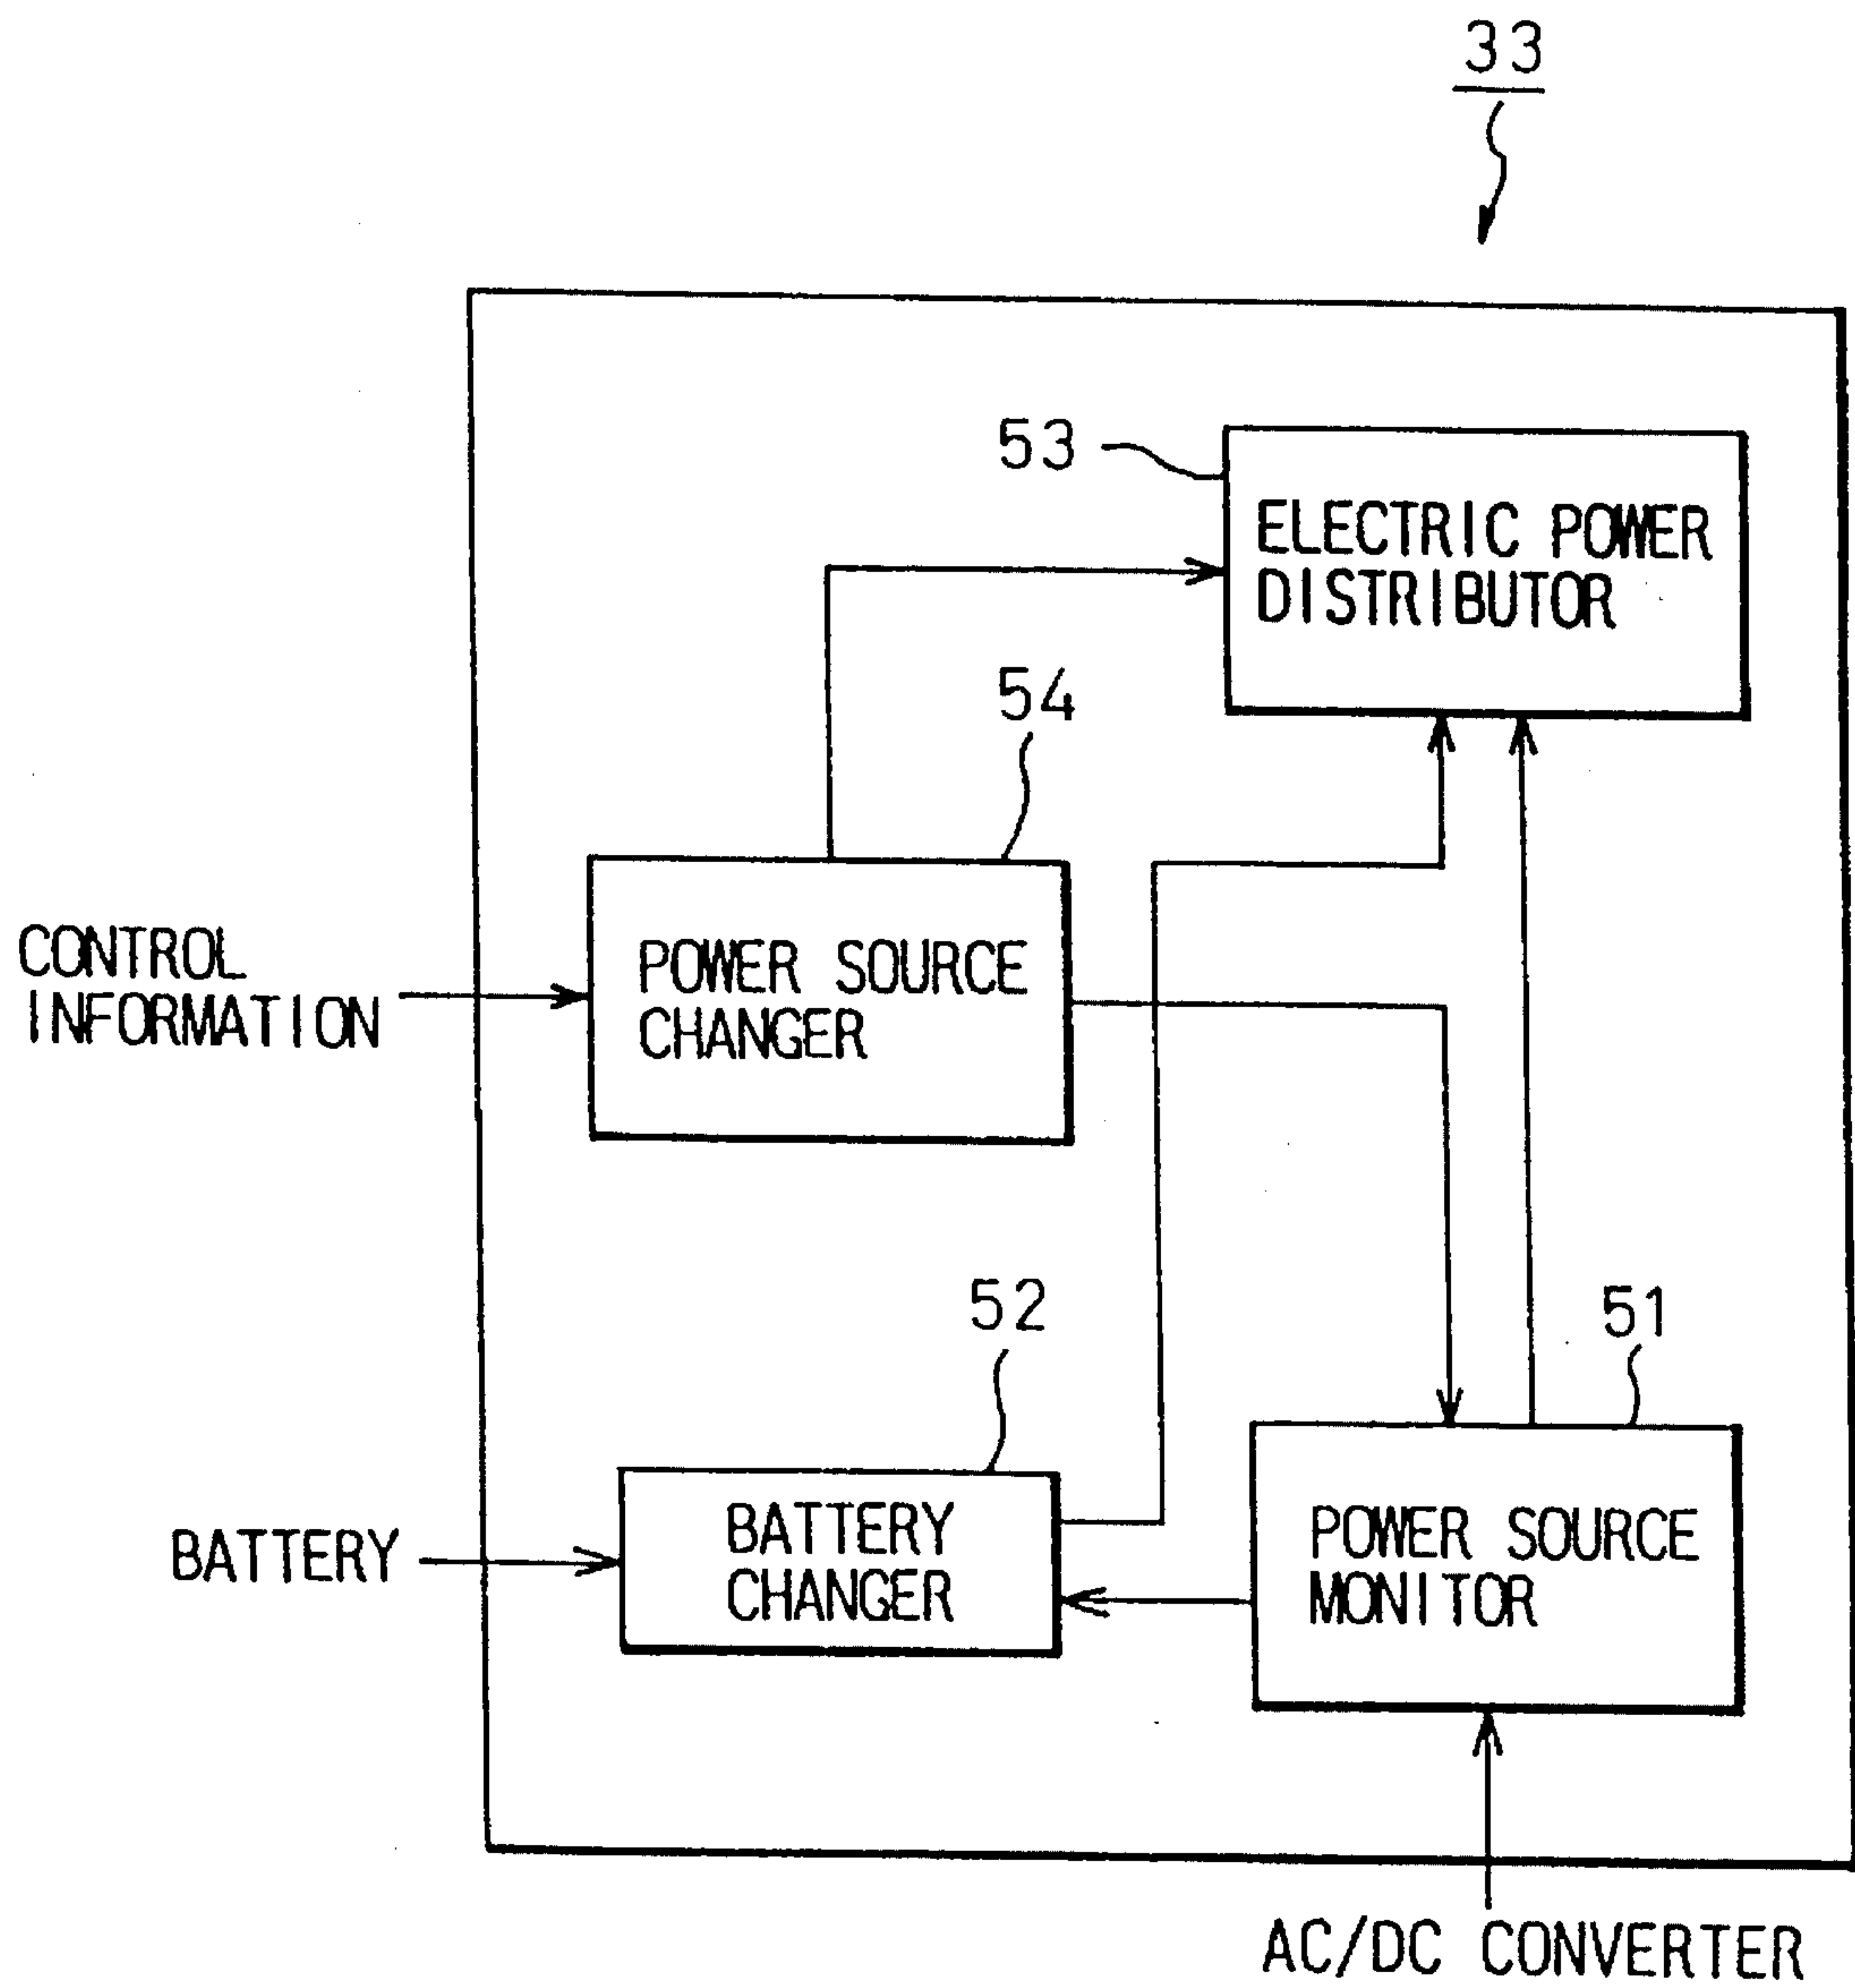 33
53
ELECTRIC POWER
DISTRIBUTOR
54
CONTROL
INFORMATION
POWER SOURCE
CHANGER
52
51
BATTERY
BATTERY
CHANGER
POWER SOURCE
MONITOR
AC/DC CONVERTER